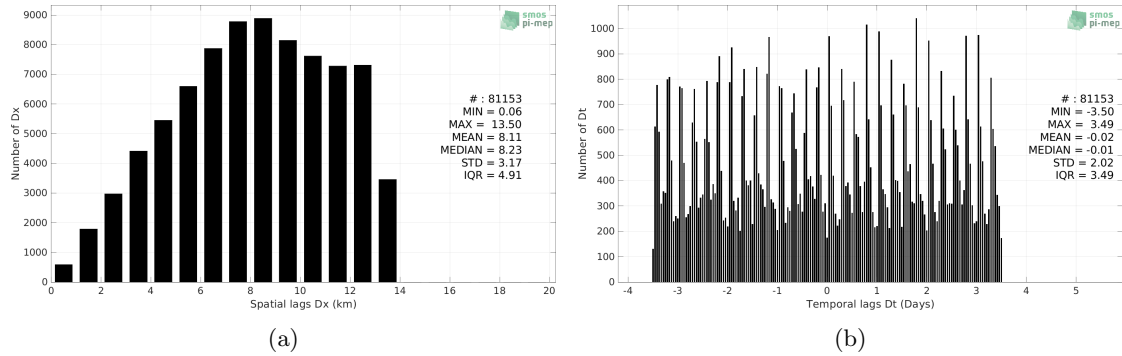 smos
pi-mep
9000
8000
7000
6000
5000
4000
3000
2000
1000
0
Number of Dx
# : 81153
MIN = 0.06
MAX = 13.50
MEAN = 8.11
MEDIAN = 8.23
STD = 3.17
IQR = 4.91
0 2 4 6 8 10 12 14 16 18 20
Spatial lags Dx (km)
(a)
smos
pi-mep
1000
900
800
700
600
500
400
300
200
100
0
Number of Dt
# : 81153
MIN = -3.50
MAX = 3.49
MEAN = -0.02
MEDIAN = -0.01
STD = 2.02
IQR = 3.49
-4 -3 -2 -1 0 1 2 3 4 5
Temporal lags Dt (Days)
(b)